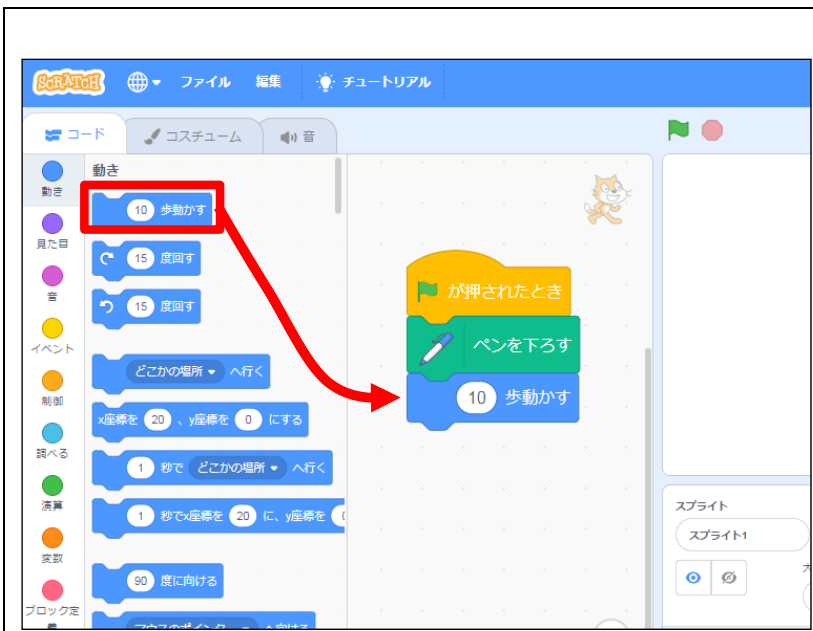 SCRATCH ファイル 編集 チュートリアル
コード コスチューム 音
動き
動き
10 歩動かす
見た目
15 度回す
音
15 度回す
イベント
どこかの場所 へ行く
制御
x座標を 20 、y座標を 0 にする
調べる
1 秒で どこかの場所 へ行く
演算
1 秒でx座標を 20 に、y座標を
変数
90 度に向ける
ブロック定
が押されたとき
ペンを下ろす
10 歩動かす
スプライト
スプライト1